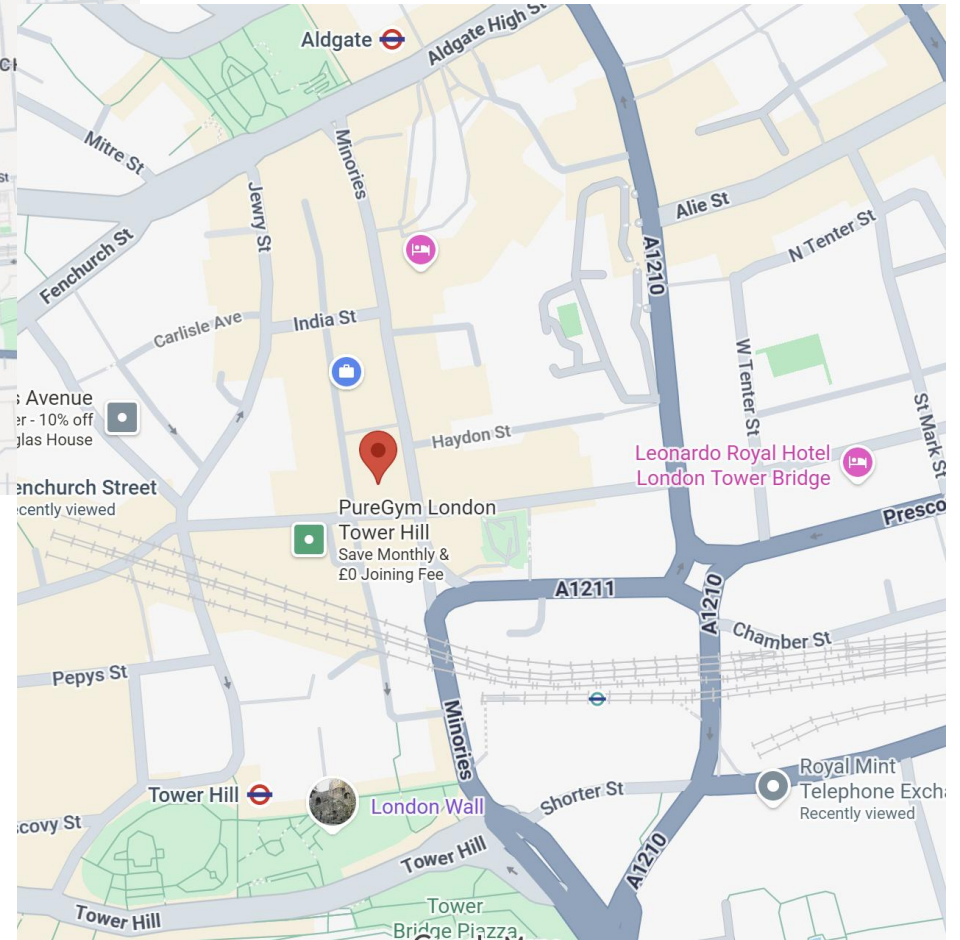 Aldgate
Aldgate High St
Mitre St
Minories
Jewry St
Alie St
Fenchurch St
N Tenter St
A1210
Carlisle Ave
India St
W Tenter St
s Avenue
er - 10% off
glas House
St Mark St
Haydon St
Leonardo Royal Hotel
London Tower Bridge
enchurch Street
ecently viewed
PureGym London
Tower Hill
Save Monthly &
£0 Joining Fee
Presco
A1211
A1210
Chamber St
Pepys St
Minories
Royal Mint
Telephone Excha
Recently viewed
Tower Hill
London Wall
Shorter St
scovy St
Tower Hill
A1210
Tower Hill
Tower
Bridge Piazza